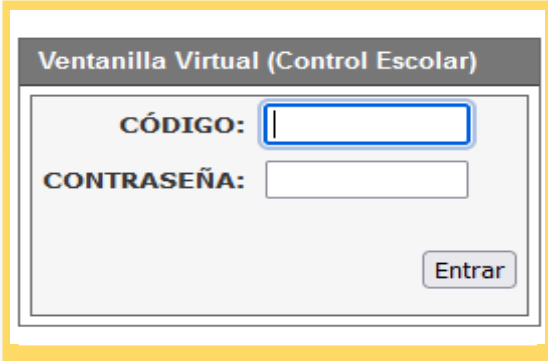 Ventanilla Virtual (Control Escolar)
CÓDIGO:
CONTRASEÑA:
Entrar